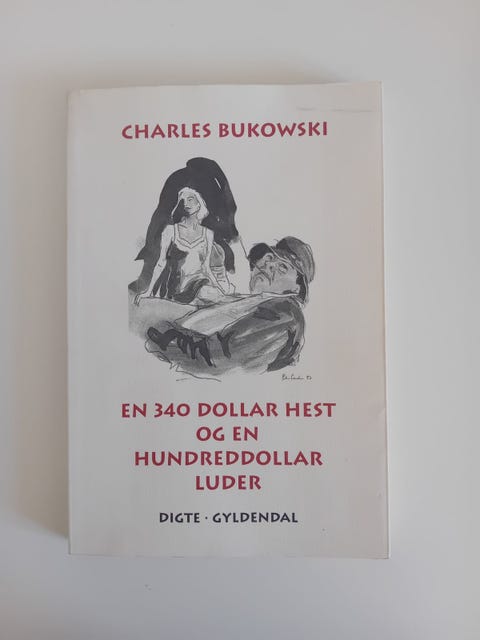 CHARLES BUKOWSKI
EN 340 DOLLAR HEST
OG EN
HUNDREDDOLLAR
LUDER
DIGTE · GYLDENDAL